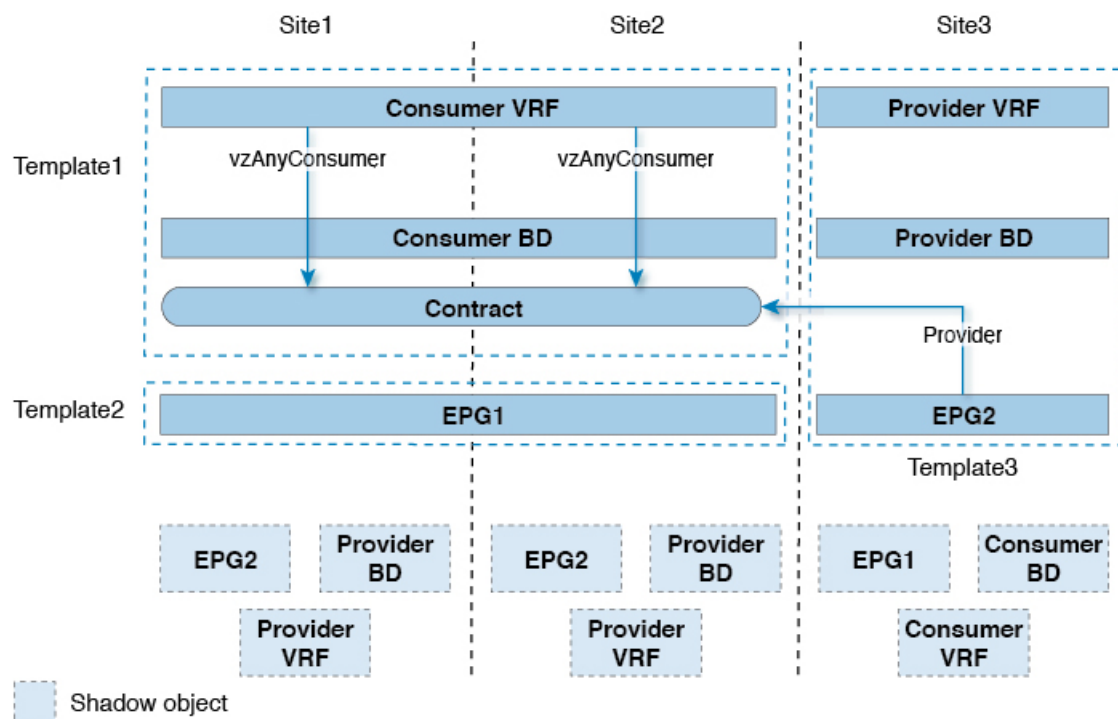 Site1
Site2
Site3
Consumer VRF
Provider VRF
Template1
vzAnyConsumer
vzAnyConsumer
Consumer BD
Provider BD
Contract
Provider
Template2
EPG1
EPG2
Template3
EPG2
Provider
BD
EPG2
Provider
BD
EPG1
Consumer
BD
Provider
VRF
Provider
VRF
Consumer
VRF
Shadow object